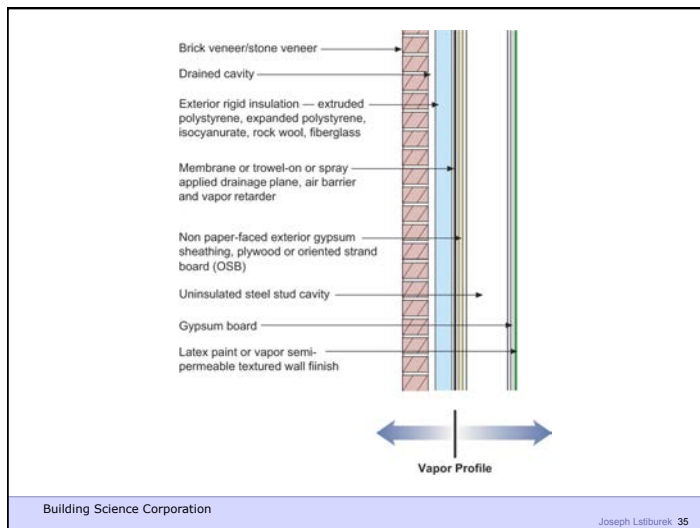 Brick veneer/stone veneer
Drained cavity
Exterior rigid insulation — extruded
polystyrene, expanded polystyrene,
isocyanurate, rock wool, fiberglass
Membrane or trowel-on or spray
applied drainage plane, air barrier
and vapor retarder
Non paper-faced exterior gypsum
sheathing, plywood or oriented strand
board (OSB)
Uninsulated steel stud cavity
Gypsum board
Latex paint or vapor semi-
permeable textured wall fiinish
Vapor Profile
Building Science Corporation
Joseph Lstiburek 35